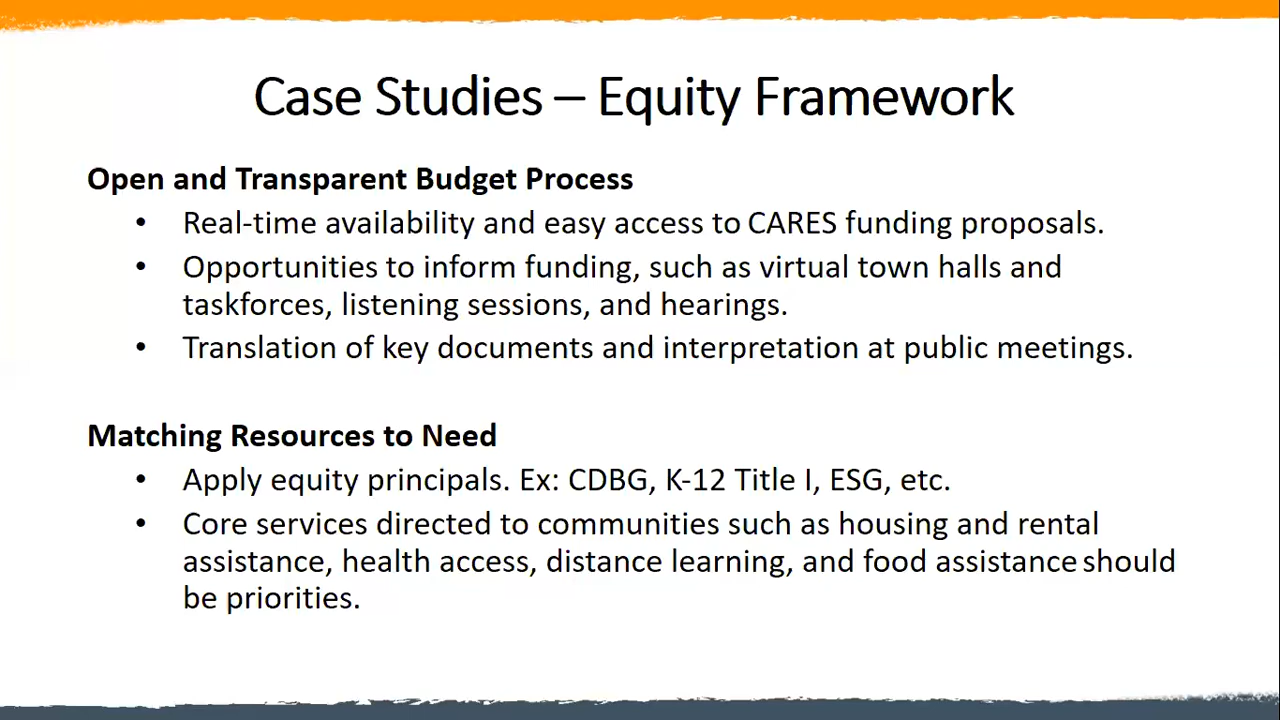 Case Studies – Equity Framework
Open and Transparent Budget Process
• Real-time availability and easy access to CARES funding proposals.
• Opportunities to inform funding, such as virtual town halls and
taskforces, listening sessions, and hearings.
• Translation of key documents and interpretation at public meetings.
Matching Resources to Need
• Apply equity principals. Ex: CDBG, K-12 Title I, ESG, etc.
• Core services directed to communities such as housing and rental
assistance, health access, distance learning, and food assistance should
be priorities.